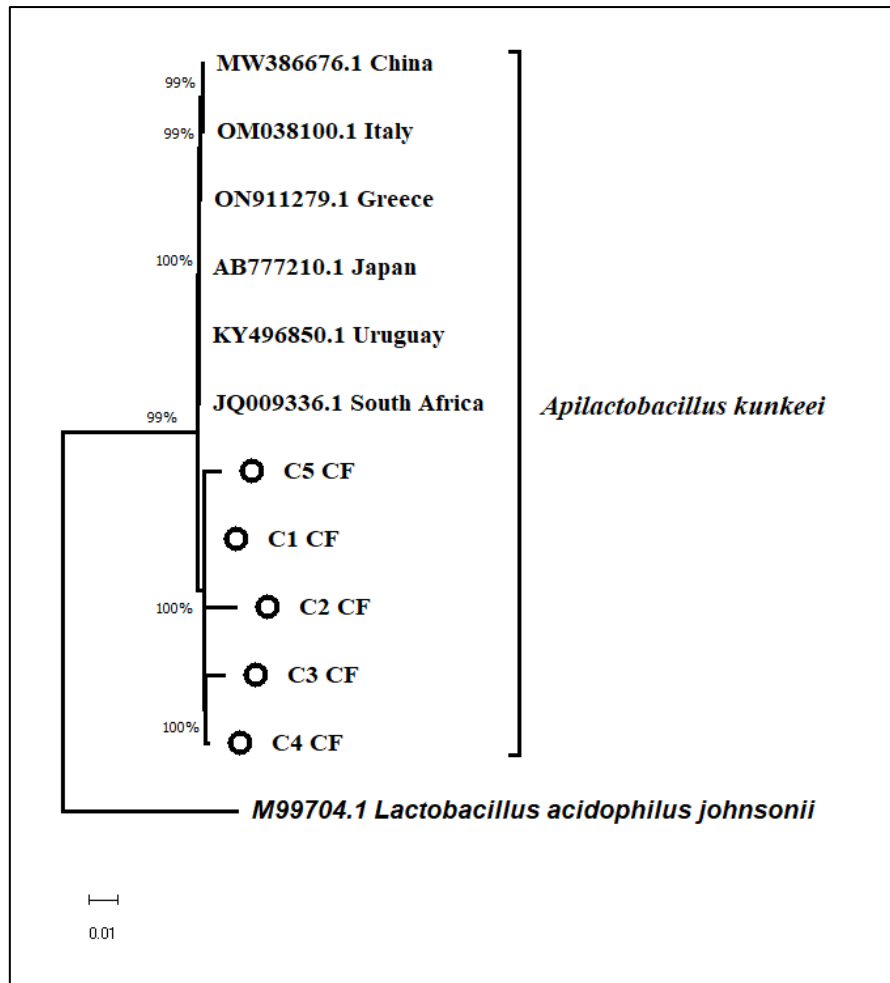 MW386676.1 China
99%
OM038100.1 Italy
99%
ON911279.1 Greece
AB777210.1 Japan
100%
KY496850.1 Uruguay
JQ009336.1 South Africa
Apilactobacillus kunkeei
99%
C5 CF
C1 CF
C2 CF
100%
C3 CF
C4 CF
100%
M99704.1 Lactobacillus acidophilus johnsonii
0.01